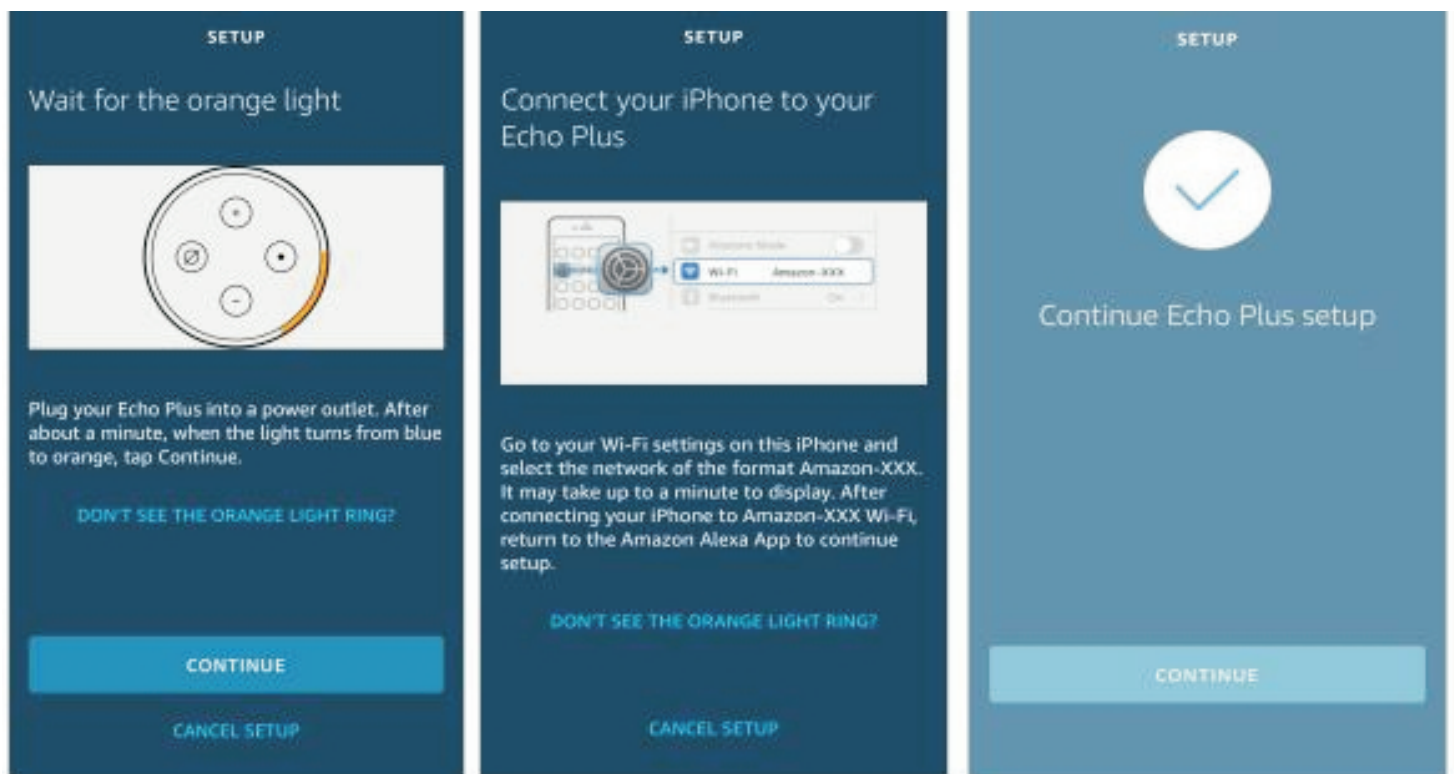 SETUP
Wait for the orange light
Plug your Echo Plus into a power outlet. After
about a minute, when the light turns from blue
to orange, tap Continue.
DON'T SEE THE ORANGE LIGHT RING?
CONTINUE
CANCEL SETUP
SETUP
Connect your iPhone to your
Echo Plus
Airplane Mode
Wi-Fi Amazon-XXX
Bluetooth On
Go to your Wi-Fi settings on this iPhone and
select the network of the format Amazon-XXX.
It may take up to a minute to display. After
connecting your iPhone to Amazon-XXX Wi-Fi,
return to the Amazon Alexa App to continue
setup.
DON'T SEE THE ORANGE LIGHT RING?
CANCEL SETUP
SETUP
Continue Echo Plus setup
CONTINUE